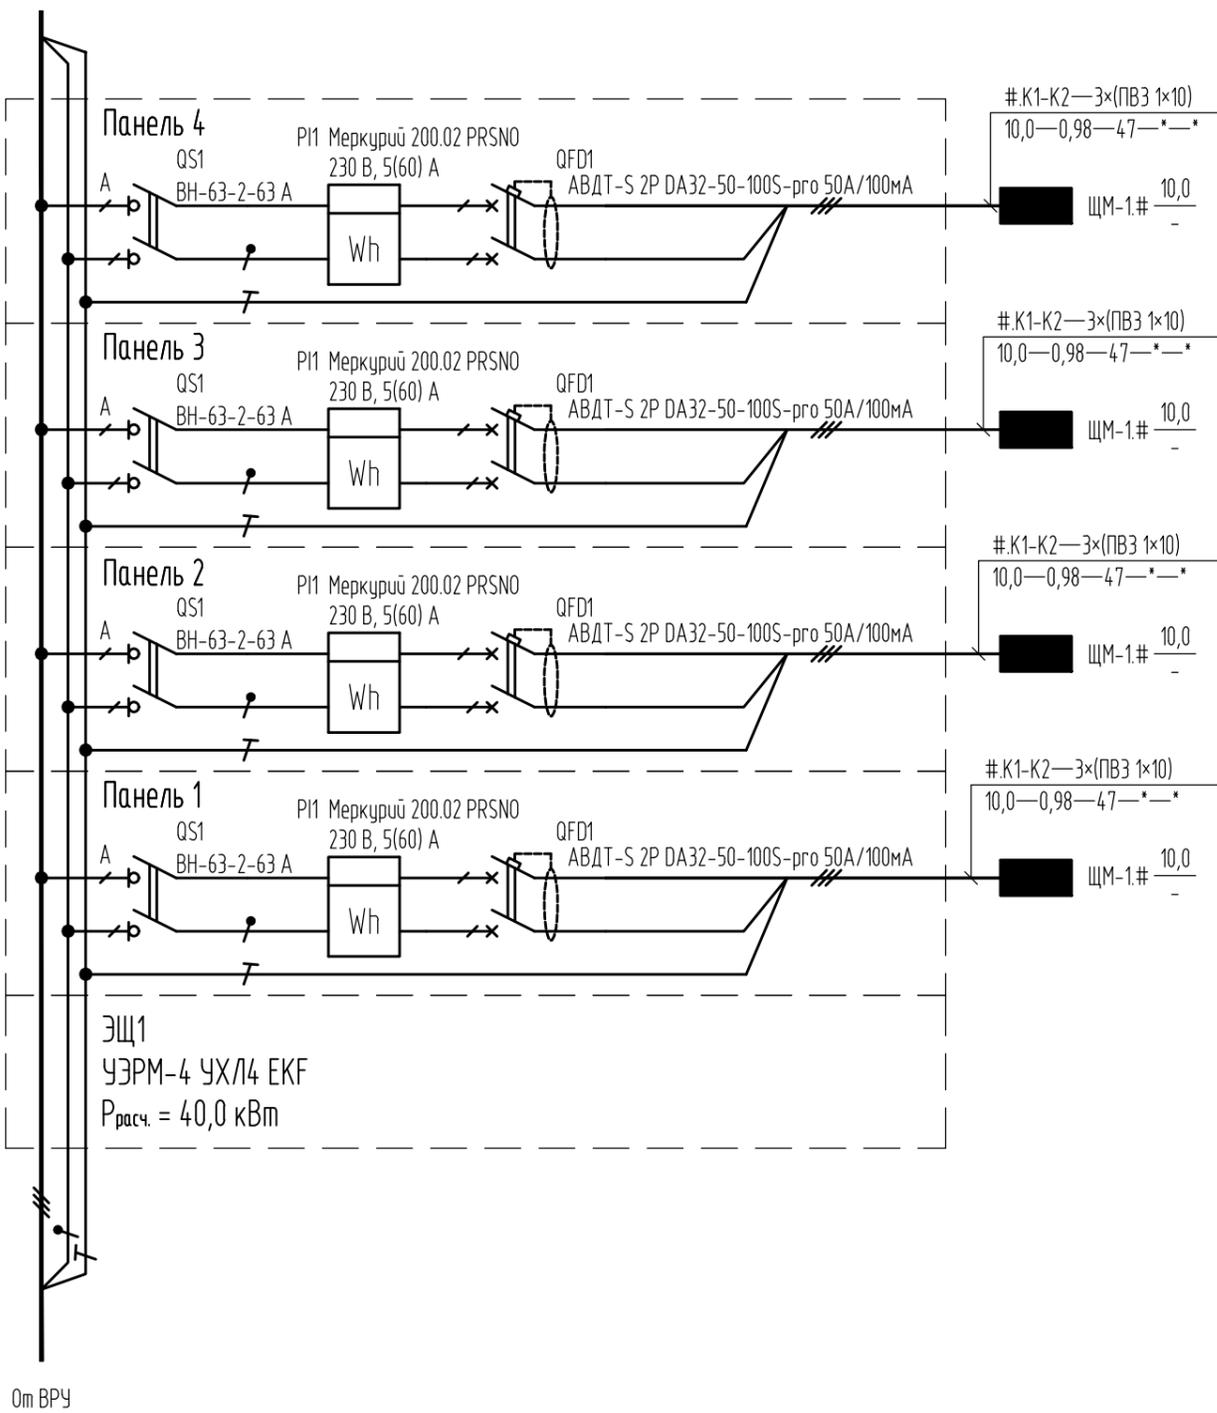 #.К1-К2—3×(ПВ3 1×10)
10,0—0,98—47—*—*
Панель 4
PI1 Меркурий 200.02 PRSNO
230 В, 5(60) А
QS1
ВН-63-2-63 А
QFD1
АВДТ-S 2P DA32-50-100S-pro 50А/100мА
А
Wh
ЩМ-1.# 10,0
–
#.К1-К2—3×(ПВ3 1×10)
10,0—0,98—47—*—*
Панель 3
PI1 Меркурий 200.02 PRSNO
230 В, 5(60) А
QS1
ВН-63-2-63 А
QFD1
АВДТ-S 2P DA32-50-100S-pro 50А/100мА
А
Wh
ЩМ-1.# 10,0
–
#.К1-К2—3×(ПВ3 1×10)
10,0—0,98—47—*—*
Панель 2
PI1 Меркурий 200.02 PRSNO
230 В, 5(60) А
QS1
ВН-63-2-63 А
QFD1
АВДТ-S 2P DA32-50-100S-pro 50А/100мА
А
Wh
ЩМ-1.# 10,0
–
#.К1-К2—3×(ПВ3 1×10)
10,0—0,98—47—*—*
Панель 1
PI1 Меркурий 200.02 PRSNO
230 В, 5(60) А
QS1
ВН-63-2-63 А
QFD1
АВДТ-S 2P DA32-50-100S-pro 50А/100мА
А
Wh
ЩМ-1.# 10,0
–
ЭЩ1
УЭРМ-4 УХЛ4 EKF
Pрасч. = 40,0 кВт
От ВРУ